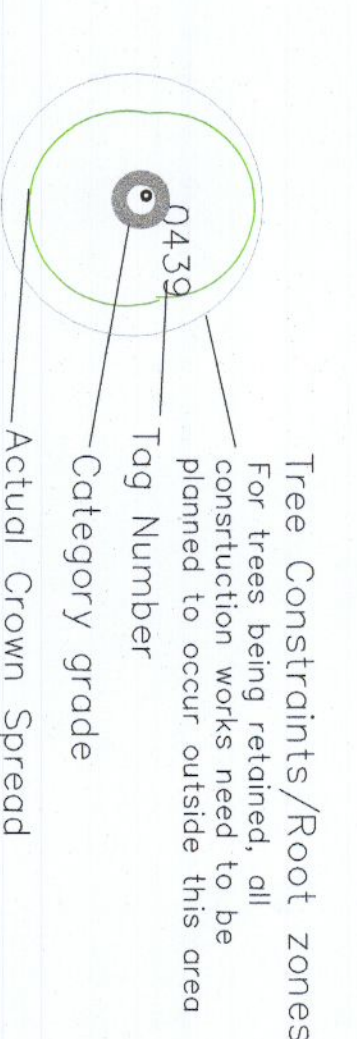 Tree Constraints/Root zones
For trees being retained, all
consrtuction works need to be
planned to occur outside this area
0439
Tag Number
Category grade
Actual Crown Spread